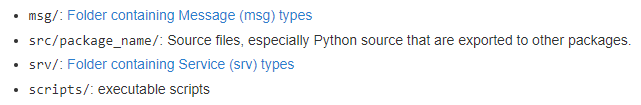 • msg/: Folder containing Message (msg) types
• src/package_name/: Source files, especially Python source that are exported to other packages.
• srv/: Folder containing Service (srv) types
• scripts/: executable scripts